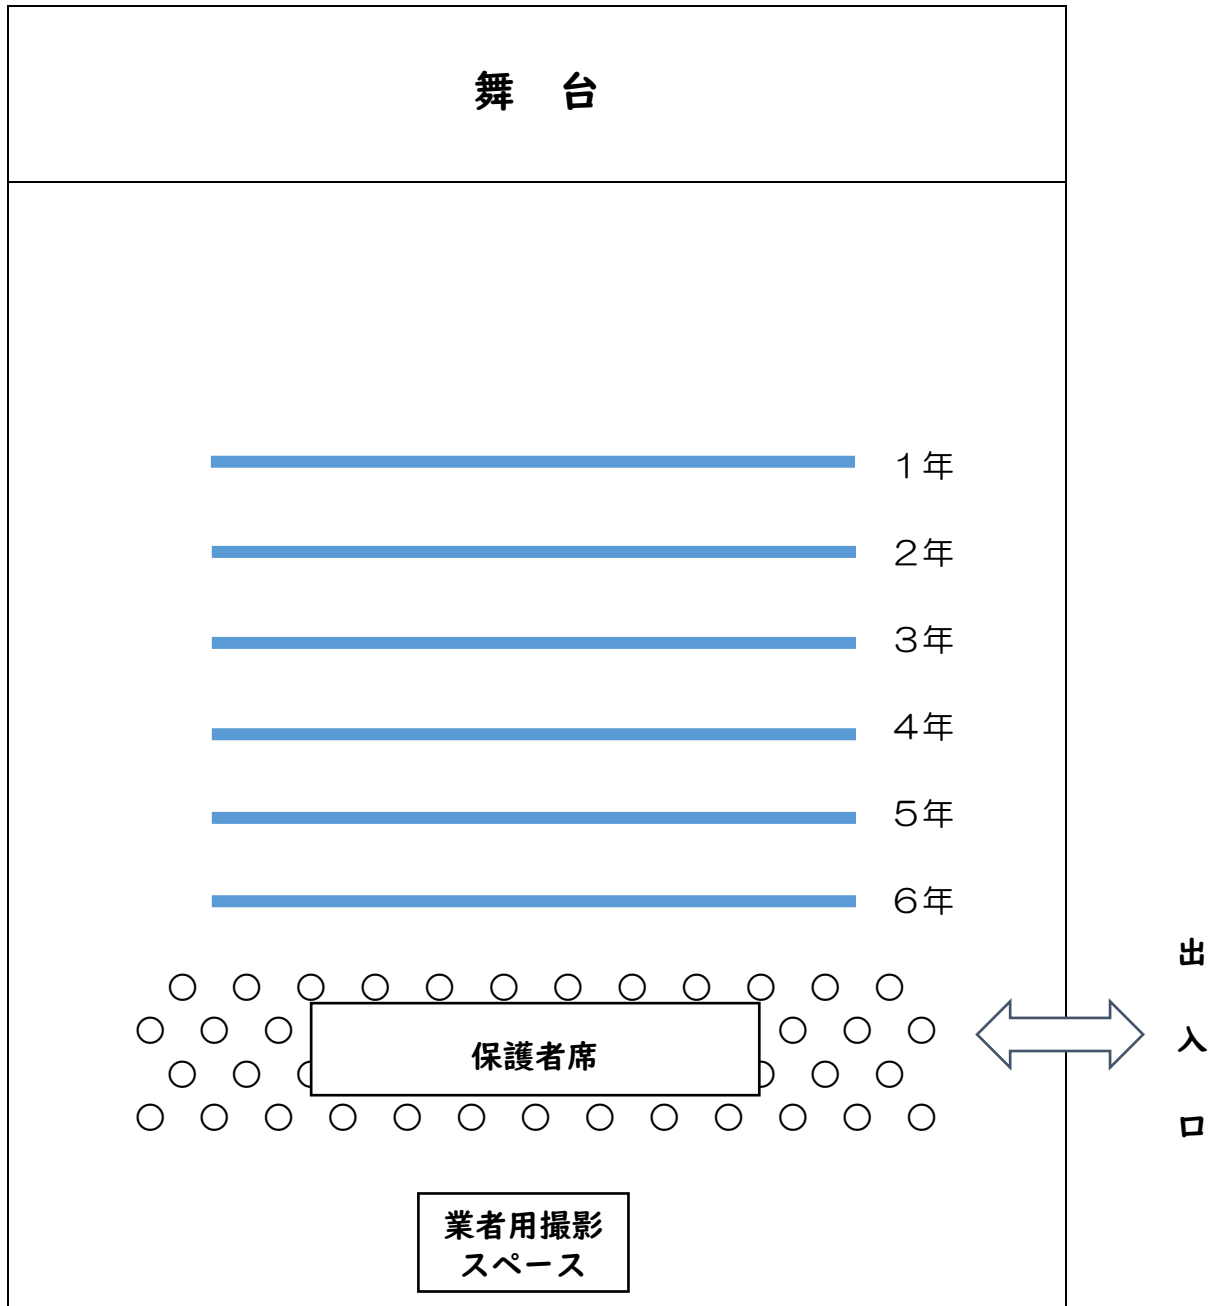 舞　台
１年
２年
３年
４年
５年
６年
出
入
口
保護者席
業者用撮影
スペース